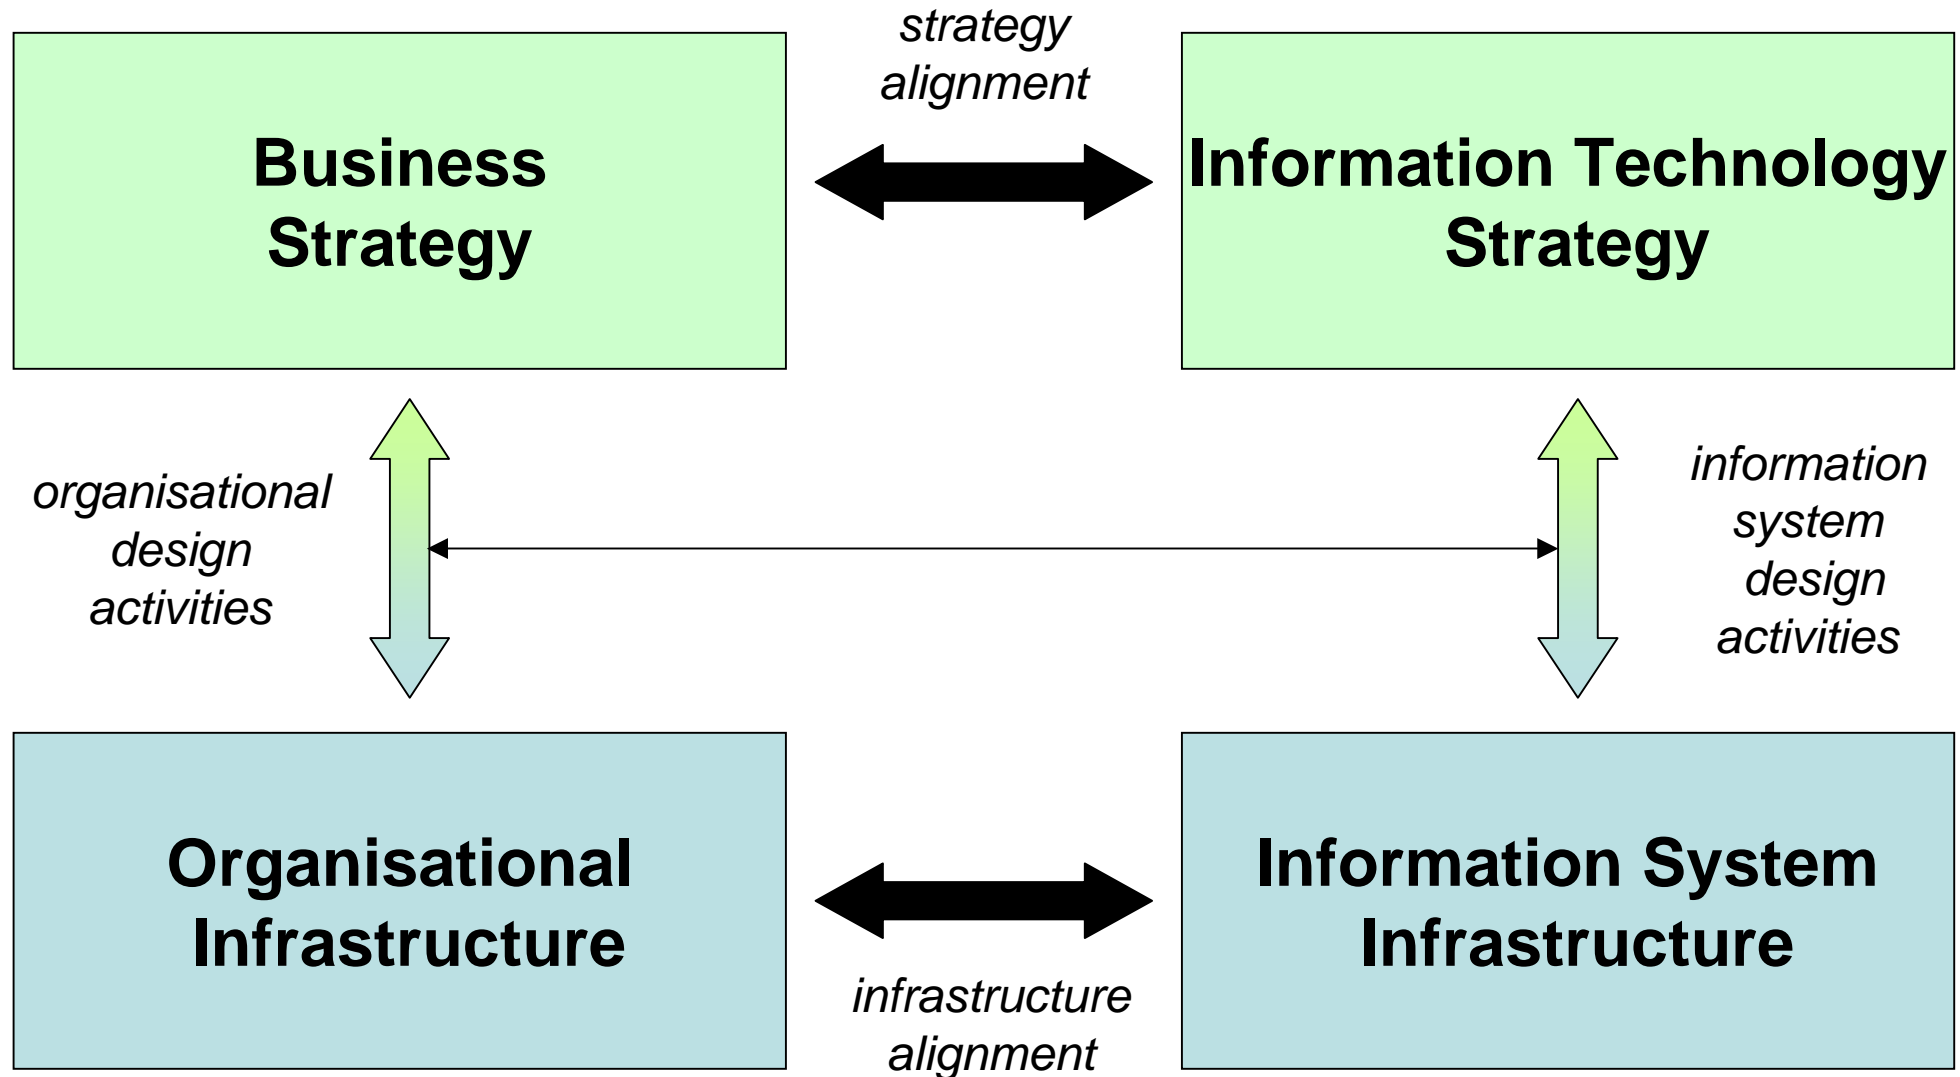 strategy
alignment
Business
Strategy
Information Technology
Strategy
organisational
design
activities
information
system
design
activities
Organisational
Infrastructure
Information System
Infrastructure
infrastructure
alignment